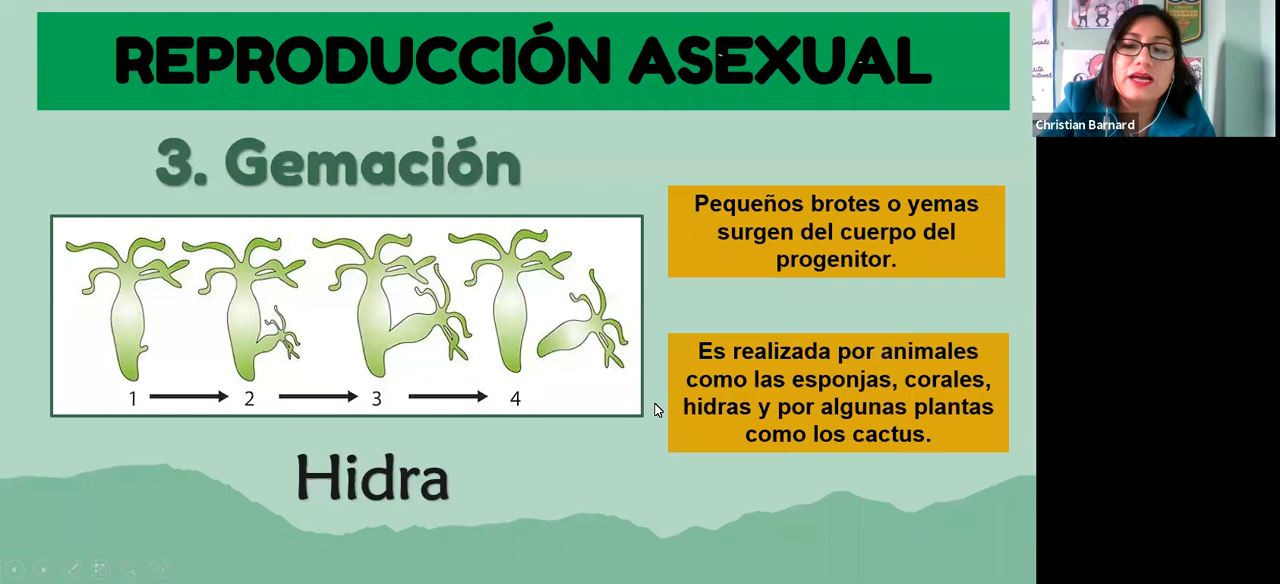 REPRODUCCIÓN ASEXUAL
3. Gemación
Pequeños brotes o yemas
surgen del cuerpo del
progenitor.
Es realizada por animales
como las esponjas, corales,
hidras y por algunas plantas
como los cactus.
1 2 3 4
Hidra
Christian Barnard